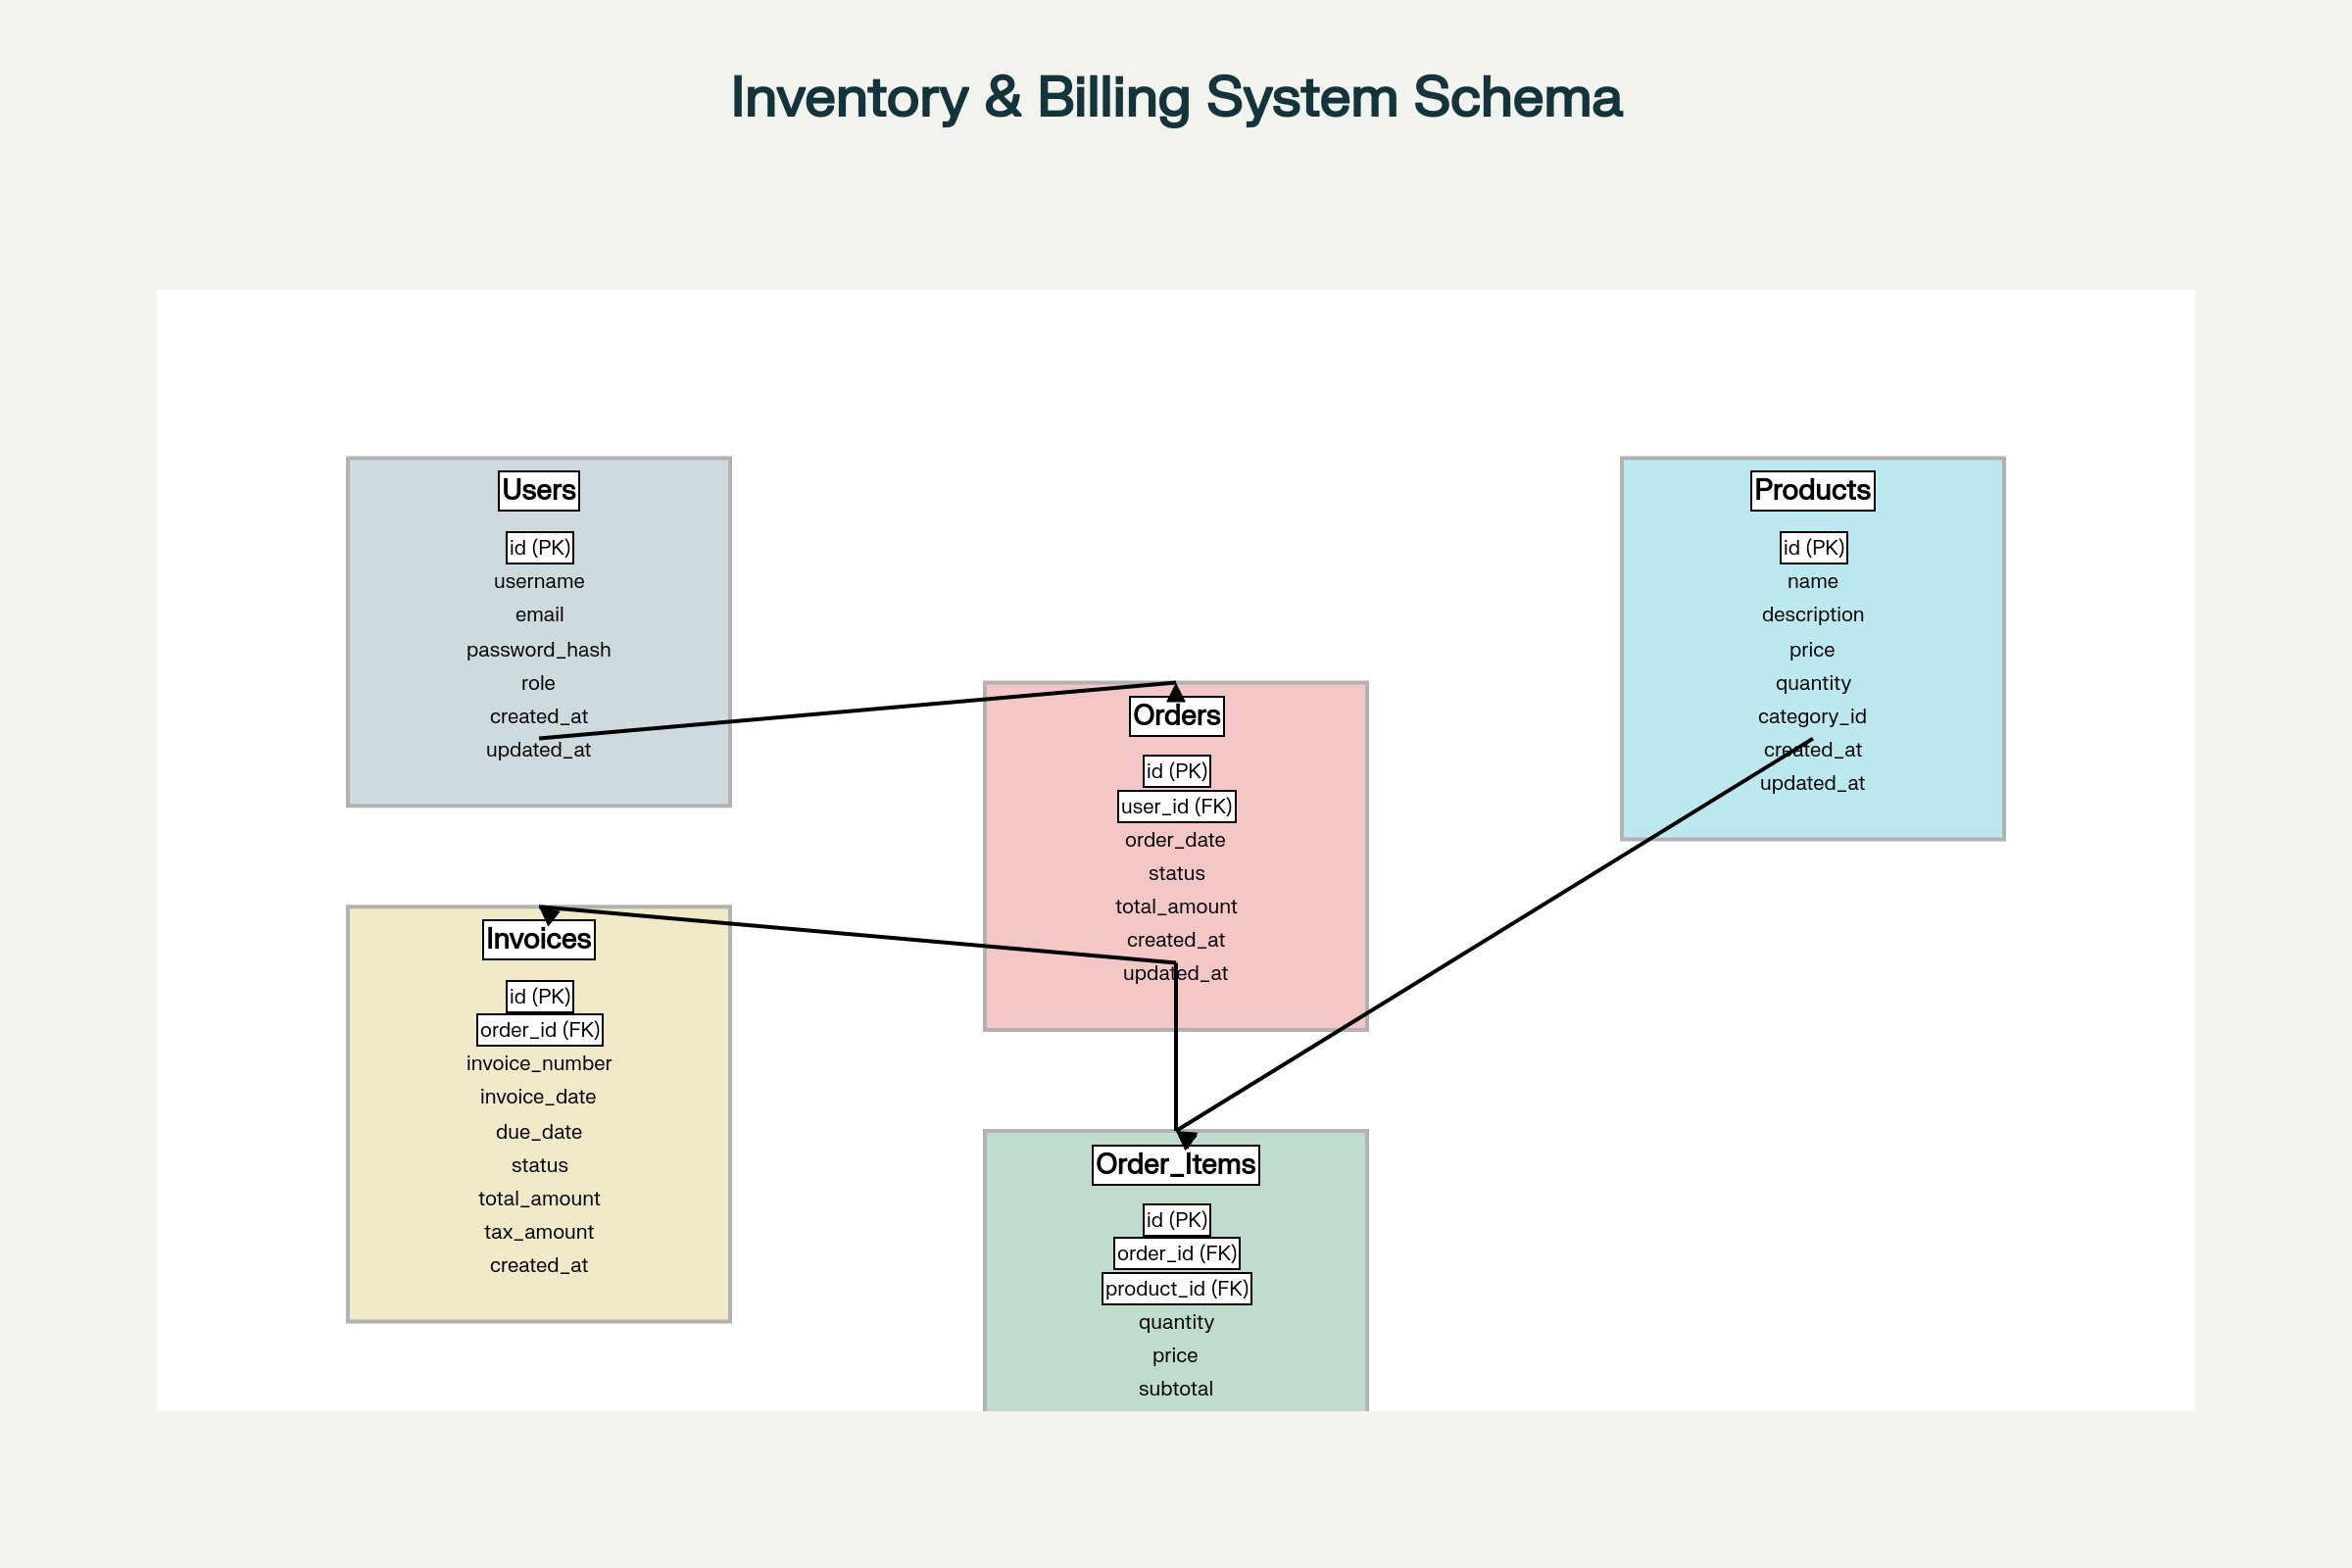 Inventory & Billing System Schema
Users
id (PK)
username
email
password_hash
role
created_at
updated_at
Products
id (PK)
name
description
price
quantity
category_id
created_at
updated_at
Orders
id (PK)
user_id (FK)
order_date
status
total_amount
created_at
updated_at
Invoices
id (PK)
order_id (FK)
invoice_number
invoice_date
due_date
status
total_amount
tax_amount
created_at
Order_Items
id (PK)
order_id (FK)
product_id (FK)
quantity
price
subtotal